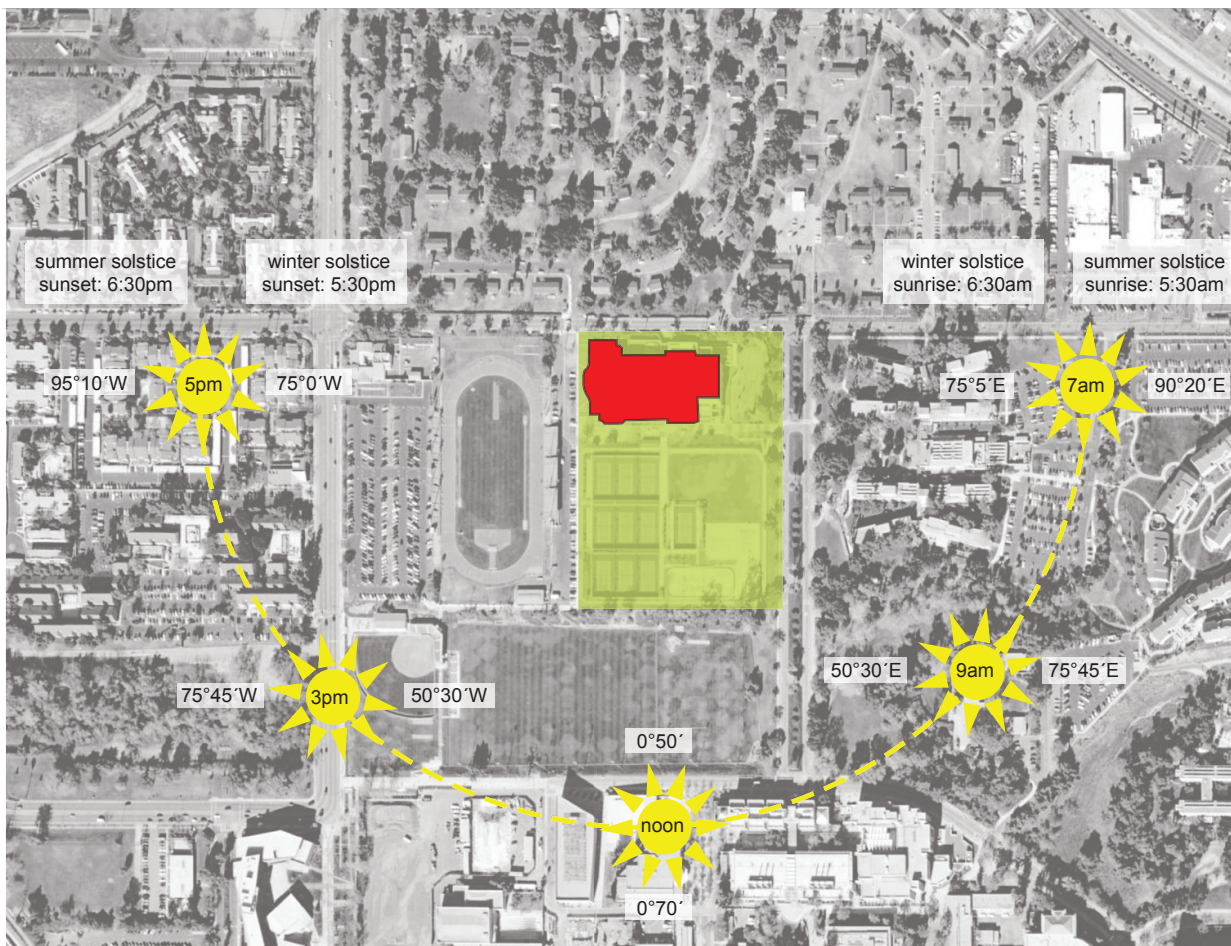 summer solstice
sunset: 6:30pm
winter solstice
sunset: 5:30pm
winter solstice
sunrise: 6:30am
summer solstice
sunrise: 5:30am
95°10´W
5pm
75°0´W
75°5´E
7am
90°20´E
75°45´W
3pm
50°30´W
50°30´E
9am
75°45´E
0°50´
noon
0°70´